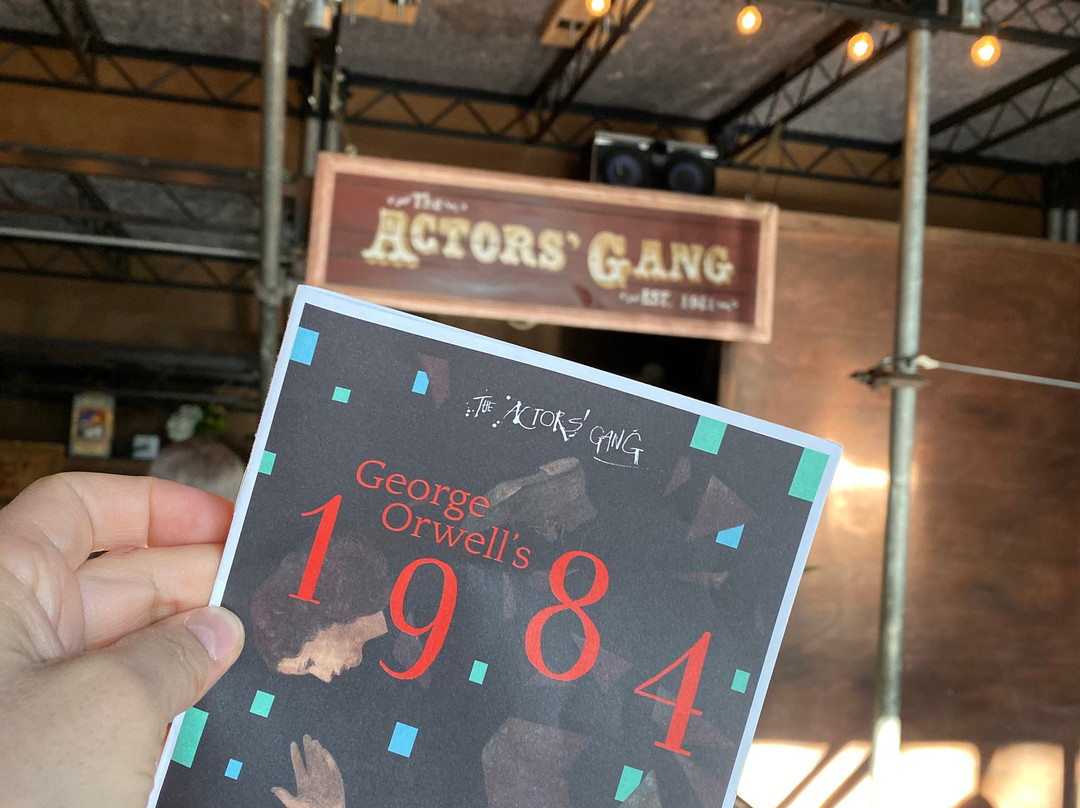 The
ACTORS' GANG
EST. 1981
THE ACTORS' GANG
George
Orwell's
1984